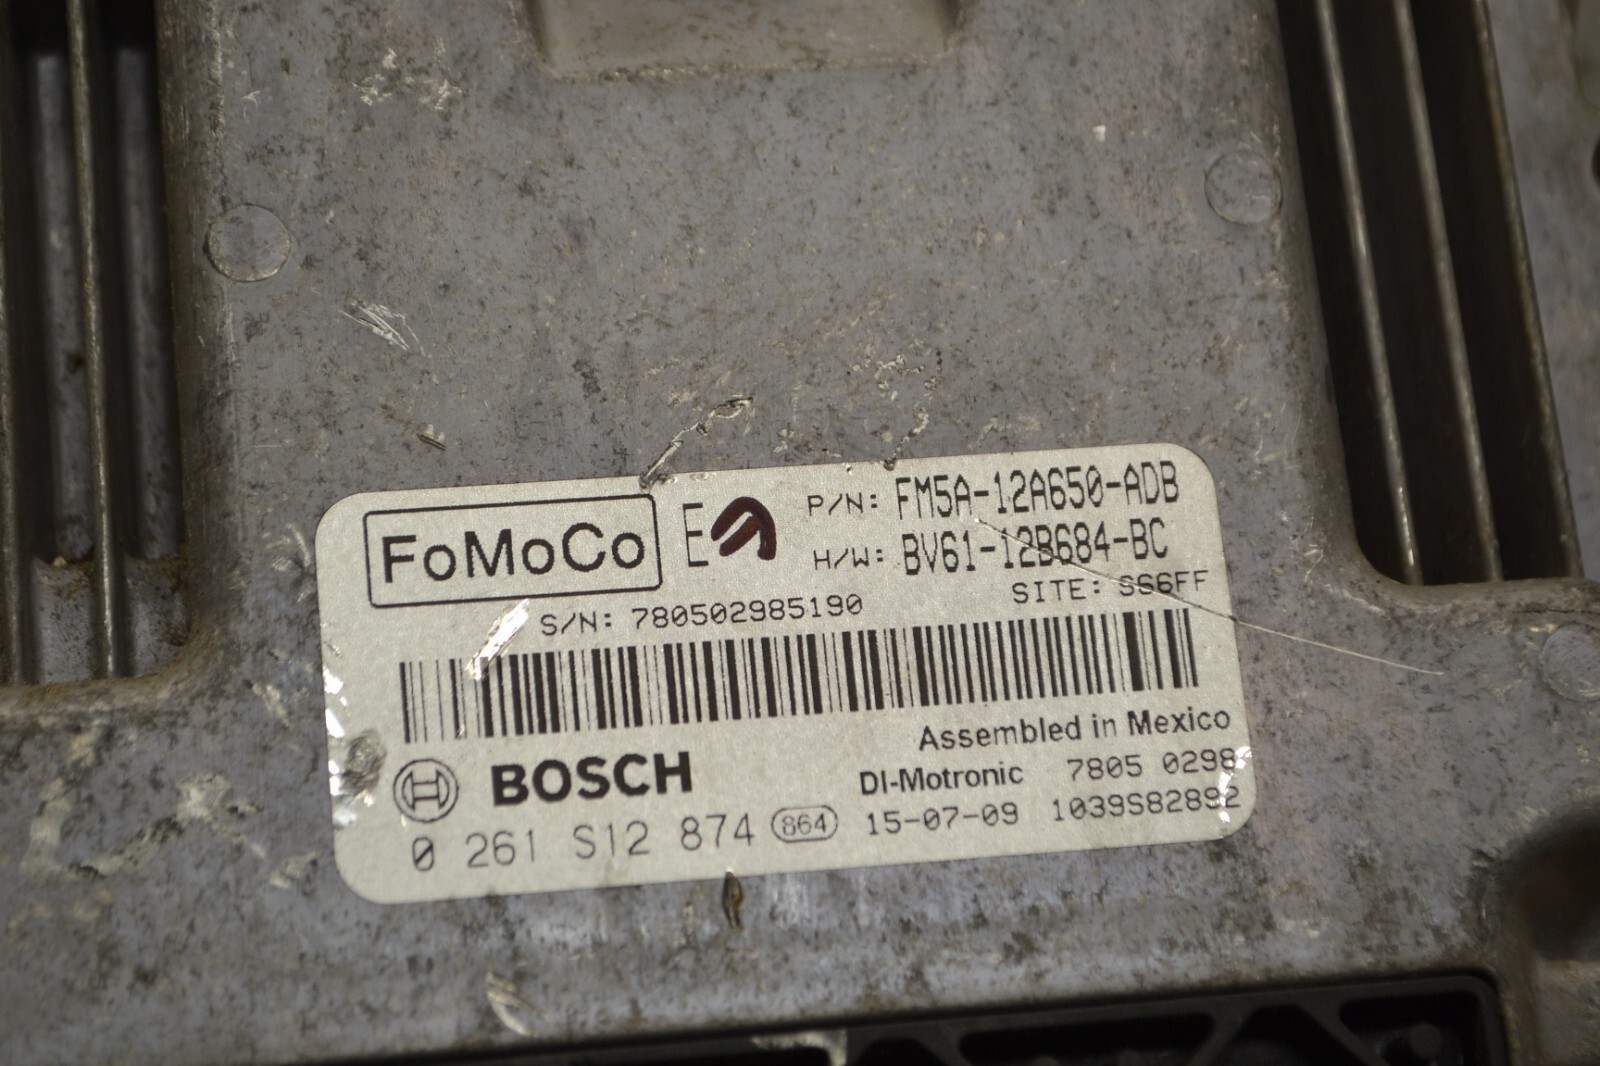 FoMoCo E P/N: FM5A-12A650-ADB
H/W: BV61-12B684-BC
S/N: 780502985190 SITE: SS6FF
Assembled in Mexico
BOSCH DI-Motronic 7805 0298
0 261 S12 874 864 15-07-09 1039S82892